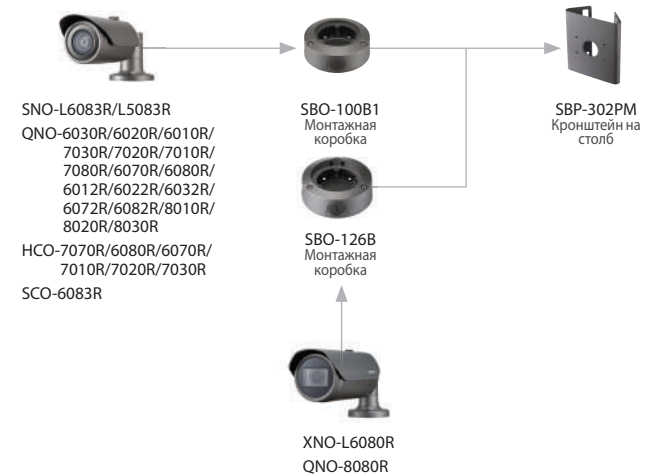 SNO-L6083R/L5083R
QNO-6030R/6020R/6010R/
7030R/7020R/7010R/
7080R/6070R/6080R/
6012R/6022R/6032R/
6072R/6082R/8010R/
8020R/8030R
HCO-7070R/6080R/6070R/
7010R/7020R/7030R
SCO-6083R
SBO-100B1
Монтажная
коробка
SBO-126B
Монтажная
коробка
SBP-302PM
Кронштейн на
столб
XNO-L6080R
QNO-8080R